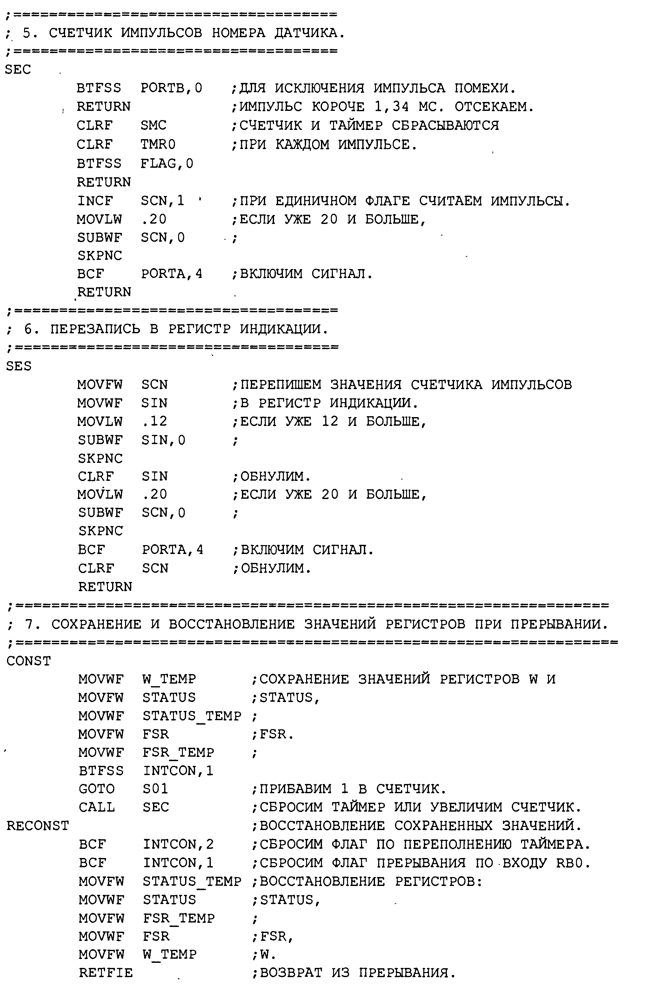 ;====================================
; 5. СЧЕТЧИК ИМПУЛЬСОВ НОМЕРА ДАТЧИКА.
;====================================
SEC
        BTFSS  PORTB,0   ;ДЛЯ ИСКЛЮЧЕНИЯ ИМПУЛЬСА ПОМЕХИ.
        RETURN           ;ИМПУЛЬС КОРОЧЕ 1,34 МС. ОТСЕКАЕМ.
        CLRF   SMC       ;СЧЕТЧИК И ТАЙМЕР СБРАСЫВАЮТСЯ
        CLRF   TMR0      ;ПРИ КАЖДОМ ИМПУЛЬСЕ.
        BTFSS  FLAG,0
        RETURN
        INCF   SCN,1     ;ПРИ ЕДИНИЧНОМ ФЛАГЕ СЧИТАЕМ ИМПУЛЬСЫ.
        MOVLW  .20       ;ЕСЛИ УЖЕ 20 И БОЛЬШЕ,
        SUBWF  SCN,0     ;
        SKPNC
        BCF    PORTA,4   ;ВКЛЮЧИМ СИГНАЛ.
        RETURN
;====================================
; 6. ПЕРЕЗАПИСЬ В РЕГИСТР ИНДИКАЦИИ.
;====================================
SES
        MOVFW  SCN       ;ПЕРЕПИШЕМ ЗНАЧЕНИЯ СЧЕТЧИКА ИМПУЛЬСОВ
        MOVWF  SIN       ;В РЕГИСТР ИНДИКАЦИИ.
        MOVLW  .12       ;ЕСЛИ УЖЕ 12 И БОЛЬШЕ,
        SUBWF  SIN,0     ;
        SKPNC
        CLRF   SIN       ;ОБНУЛИМ.
        MOVLW  .20       ;ЕСЛИ УЖЕ 20 И БОЛЬШЕ,
        SUBWF  SCN,0     ;
        SKPNC
        BCF    PORTA,4   ;ВКЛЮЧИМ СИГНАЛ.
        CLRF   SCN       ;ОБНУЛИМ.
        RETURN
;==================================================================
; 7. СОХРАНЕНИЕ И ВОССТАНОВЛЕНИЕ ЗНАЧЕНИЙ РЕГИСТРОВ ПРИ ПРЕРЫВАНИИ.
;===================================================================
CONST
        MOVWF  W_TEMP      ;СОХРАНЕНИЕ ЗНАЧЕНИЙ РЕГИСТРОВ W И
        MOVFW  STATUS      ;STATUS,
        MOVWF  STATUS_TEMP ;
        MOVFW  FSR         ;FSR.
        MOVWF  FSR_TEMP    ;
        BTFSS  INTCON,1
        GOTO   S01         ;ПРИБАВИМ 1 В СЧЕТЧИК.
        CALL   SEC         ;СБРОСИМ ТАЙМЕР ИЛИ УВЕЛИЧИМ СЧЕТЧИК.
RECONST                    ;ВОССТАНОВЛЕНИЕ СОХРАНЕННЫХ ЗНАЧЕНИЙ.
        BCF    INTCON,2    ;СБРОСИМ ФЛАГ ПО ПЕРЕПОЛНЕНИЮ ТАЙМЕРА.
        BCF    INTCON,1    ;СБРОСИМ ФЛАГ ПРЕРЫВАНИЯ ПО ВХОДУ RB0.
        MOVFW  STATUS_TEMP ;ВОССТАНОВЛЕНИЕ РЕГИСТРОВ:
        MOVWF  STATUS      ;STATUS,
        MOVFW  FSR_TEMP    ;
        MOVWF  FSR         ;FSR,
        MOVFW  W_TEMP      ;W.
        RETFIE             ;ВОЗВРАТ ИЗ ПРЕРЫВАНИЯ.